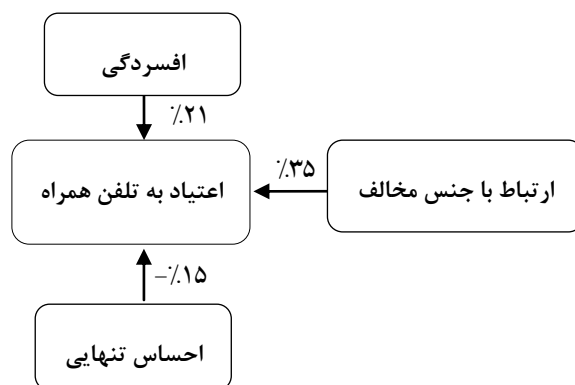 افسردگی
٪۲۱
اعتیاد به تلفن همراه
٪۳۵
ارتباط با جنس مخالف
–٪۱۵
احساس تنهایی